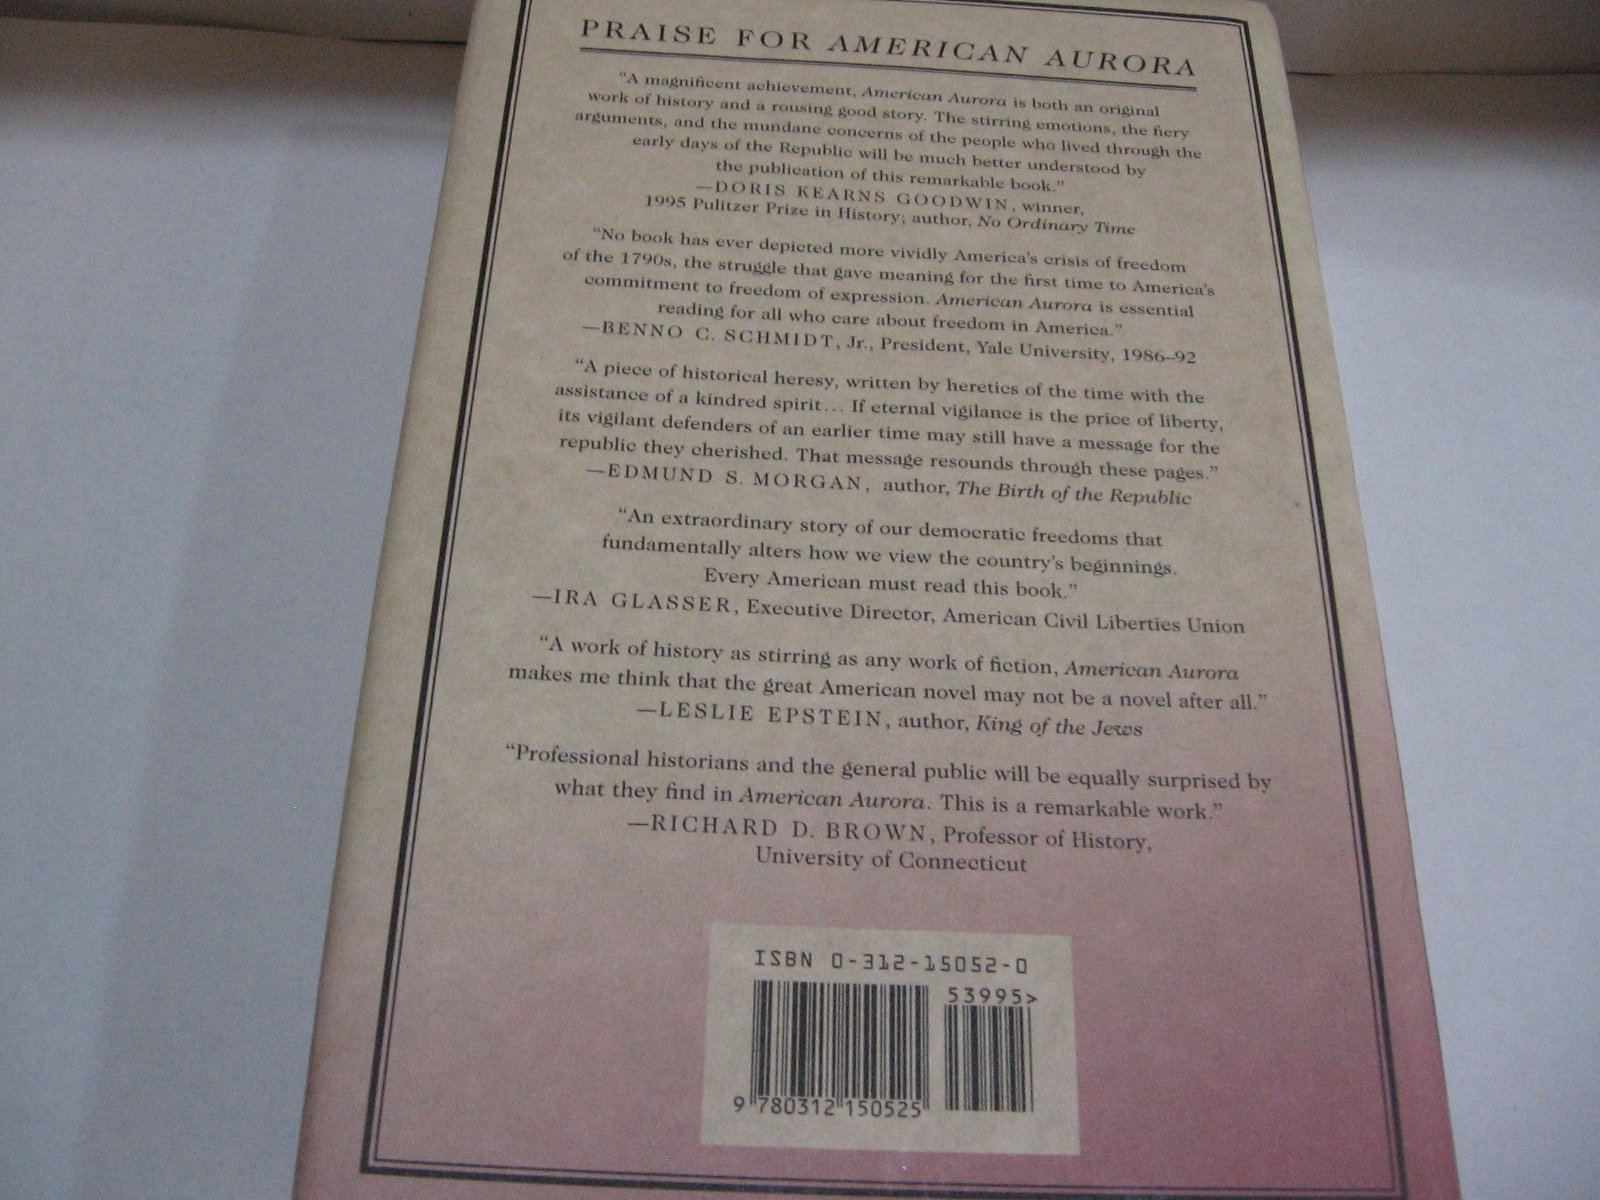 PRAISE FOR AMERICAN AURORA
“A magnificent achievement, American Aurora is both an original
work of history and a rousing good story. The stirring emotions, the fiery
arguments, and the mundane concerns of the people who lived through the
early days of the Republic will be much better understood by
the publication of this remarkable book.”
—DORIS KEARNS GOODWIN, winner,
1995 Pulitzer Prize in History; author, No Ordinary Time
“No book has ever depicted more vividly America’s crisis of freedom
of the 1790s, the struggle that gave meaning for the first time to America’s
commitment to freedom of expression. American Aurora is essential
reading for all who care about freedom in America.”
—BENNO C. SCHMIDT, Jr., President, Yale University, 1986–92
“A piece of historical heresy, written by heretics of the time with the
assistance of a kindred spirit… If eternal vigilance is the price of liberty,
its vigilant defenders of an earlier time may still have a message for the
republic they cherished. That message resounds through these pages.”
—EDMUND S. MORGAN, author, The Birth of the Republic
“An extraordinary story of our democratic freedoms that
fundamentally alters how we view the country’s beginnings.
Every American must read this book.”
—IRA GLASSER, Executive Director, American Civil Liberties Union
“A work of history as stirring as any work of fiction, American Aurora
makes me think that the great American novel may not be a novel after all.”
—LESLIE EPSTEIN, author, King of the Jews
“Professional historians and the general public will be equally surprised by
what they find in American Aurora. This is a remarkable work.”
—RICHARD D. BROWN, Professor of History,
University of Connecticut
ISBN 0-312-15052-0
53995>
9 780312 150525